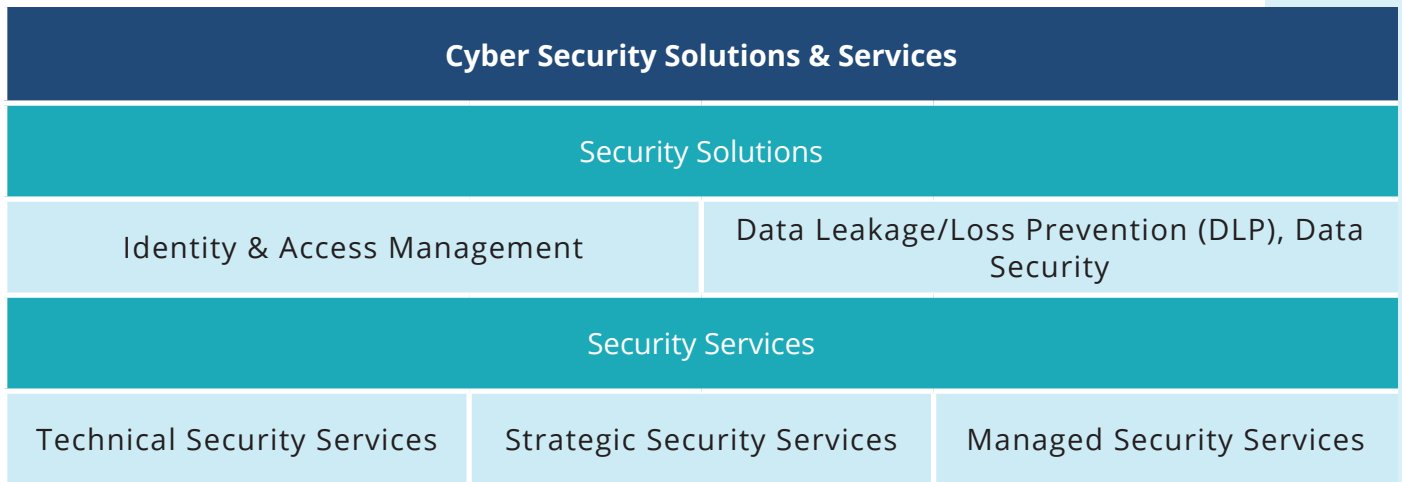 Cyber Security Solutions & Services
Security Solutions
Identity & Access Management
Data Leakage/Loss Prevention (DLP), Data
Security
Security Services
Technical Security Services
Strategic Security Services
Managed Security Services